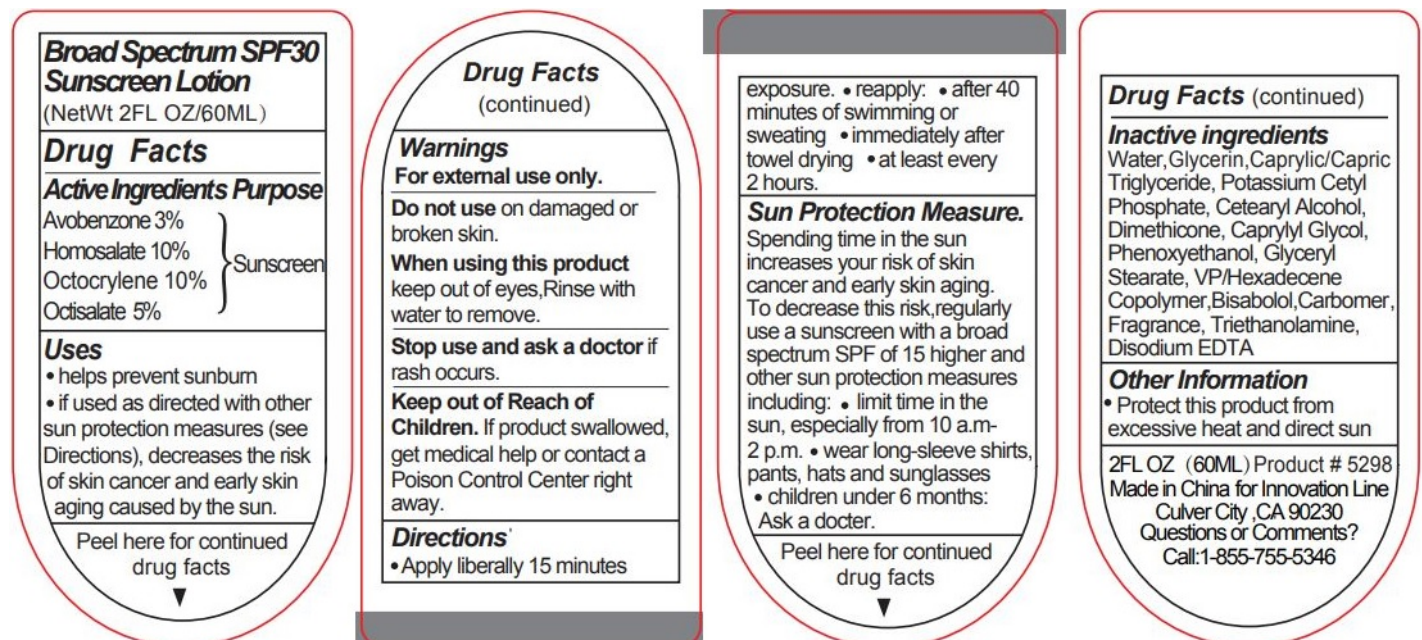 Broad Spectrum SPF30
Sunscreen Lotion
(NetWt 2FL OZ/60ML)
Drug Facts
Active Ingredients Purpose
Avobenzone 3%
Homosalate 10%
Octocrylene 10%
Octisalate 5%
Sunscreen
Uses
• helps prevent sunburn
• if used as directed with other
sun protection measures (see
Directions), decreases the risk
of skin cancer and early skin
aging caused by the sun.
Peel here for continued
drug facts
Drug Facts
(continued)
Warnings
For external use only.
Do not use on damaged or
broken skin.
When using this product
keep out of eyes,Rinse with
water to remove.
Stop use and ask a doctor if
rash occurs.
Keep out of Reach of
Children. If product swallowed,
get medical help or contact a
Poison Control Center right
away.
Directions'
• Apply liberally 15 minutes
exposure. • reapply: • after 40
minutes of swimming or
sweating • immediately after
towel drying • at least every
2 hours.
Sun Protection Measure.
Spending time in the sun
increases your risk of skin
cancer and early skin aging.
To decrease this risk,regularly
use a sunscreen with a broad
spectrum SPF of 15 higher and
other sun protection measures
including: • limit time in the
sun, especially from 10 a.m-
2 p.m. • wear long-sleeve shirts,
pants, hats and sunglasses
• children under 6 months:
Ask a docter.
Peel here for continued
drug facts
Drug Facts (continued)
Inactive ingredients
Water,Glycerin,Caprylic/Capric
Triglyceride, Potassium Cetyl
Phosphate, Cetearyl Alcohol,
Dimethicone, Caprylyl Glycol,
Phenoxyethanol, Glyceryl
Stearate, VP/Hexadecene
Copolymer,Bisabolol,Carbomer,
Fragrance, Triethanolamine,
Disodium EDTA
Other Information
• Protect this product from
excessive heat and direct sun
2FL OZ (60ML) Product # 5298
Made in China for Innovation Line
Culver City ,CA 90230
Questions or Comments?
Call:1-855-755-5346